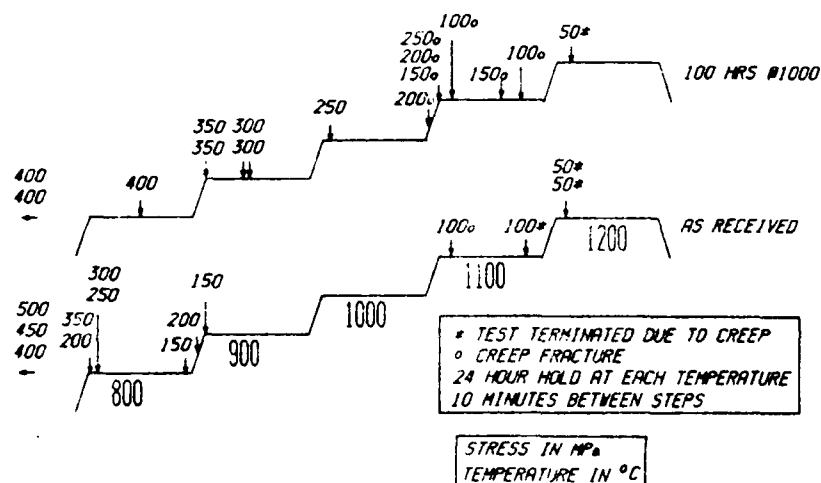 50*
100o
250o
200o
150o
150o
100o
100 HRS @1000
200o
250
350 300
350 300
400
400
400
50*
50*
AS RECEIVED
100o
100*
1200
1100
1000
900
800
150
200
150
300
250
350
200
500
450
400
* TEST TERMINATED DUE TO CREEP
o CREEP FRACTURE
24 HOUR HOLD AT EACH TEMPERATURE
10 MINUTES BETWEEN STEPS
STRESS IN MPa
TEMPERATURE IN °C